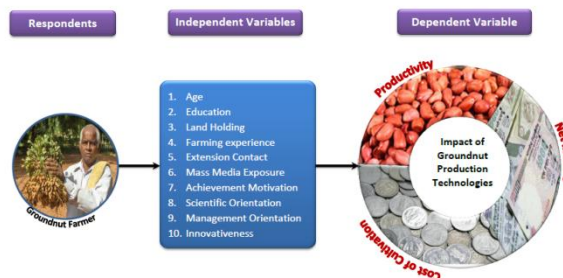 Respondents
Independent Variables
Dependent Variable
Groundnut Farmer
1. Age
2. Education
3. Land Holding
4. Farming experience
5. Extension Contact
6. Mass Media Exposure
7. Achievement Motivation
8. Scientific Orientation
9. Management Orientation
10. Innovativeness
Productivity
Impact of
Groundnut
Production
Technologies
Cost of Cultivation